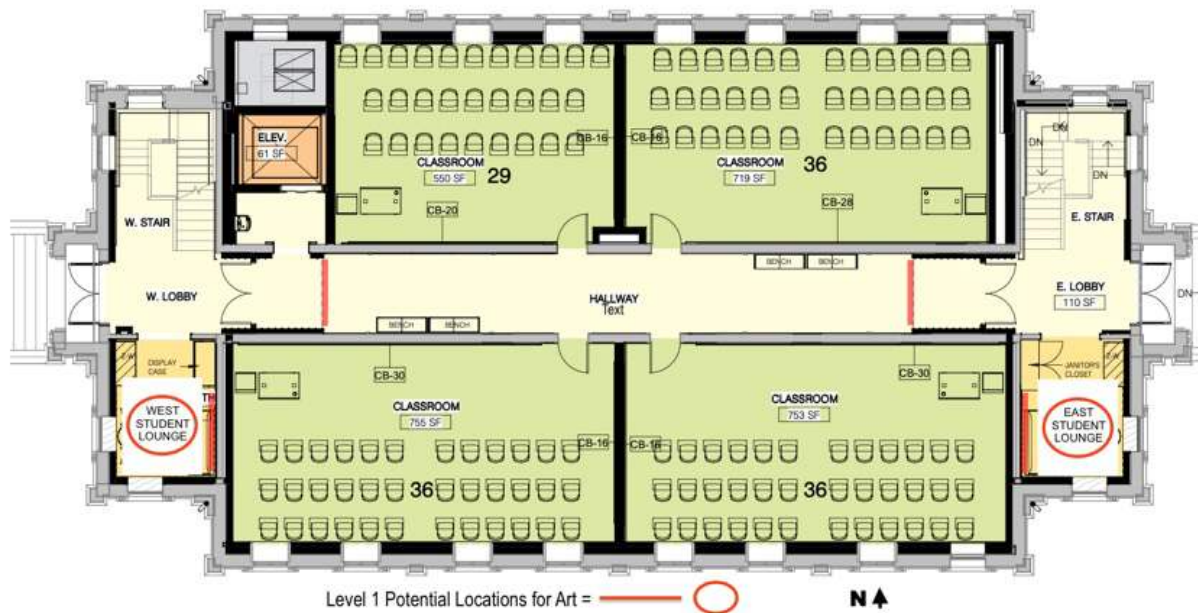 ELEV.
61 SF
CB-16
CB-16
CLASSROOM
550 SF
29
CLASSROOM
719 SF
36
DN
DN
CB-20
CB-28
W. STAIR
E. STAIR
BENCH
BENCH
W. LOBBY
HALLWAY
Text
E. LOBBY
110 SF
DN
BENCH
BENCH
DISPLAY
CASE
CB-30
CB-30
JANITOR'S
CLOSET
CLASSROOM
755 SF
CLASSROOM
753 SF
WEST
STUDENT
LOUNGE
EAST
STUDENT
LOUNGE
CB-16
CB-16
36
36
Level 1 Potential Locations for Art =
N